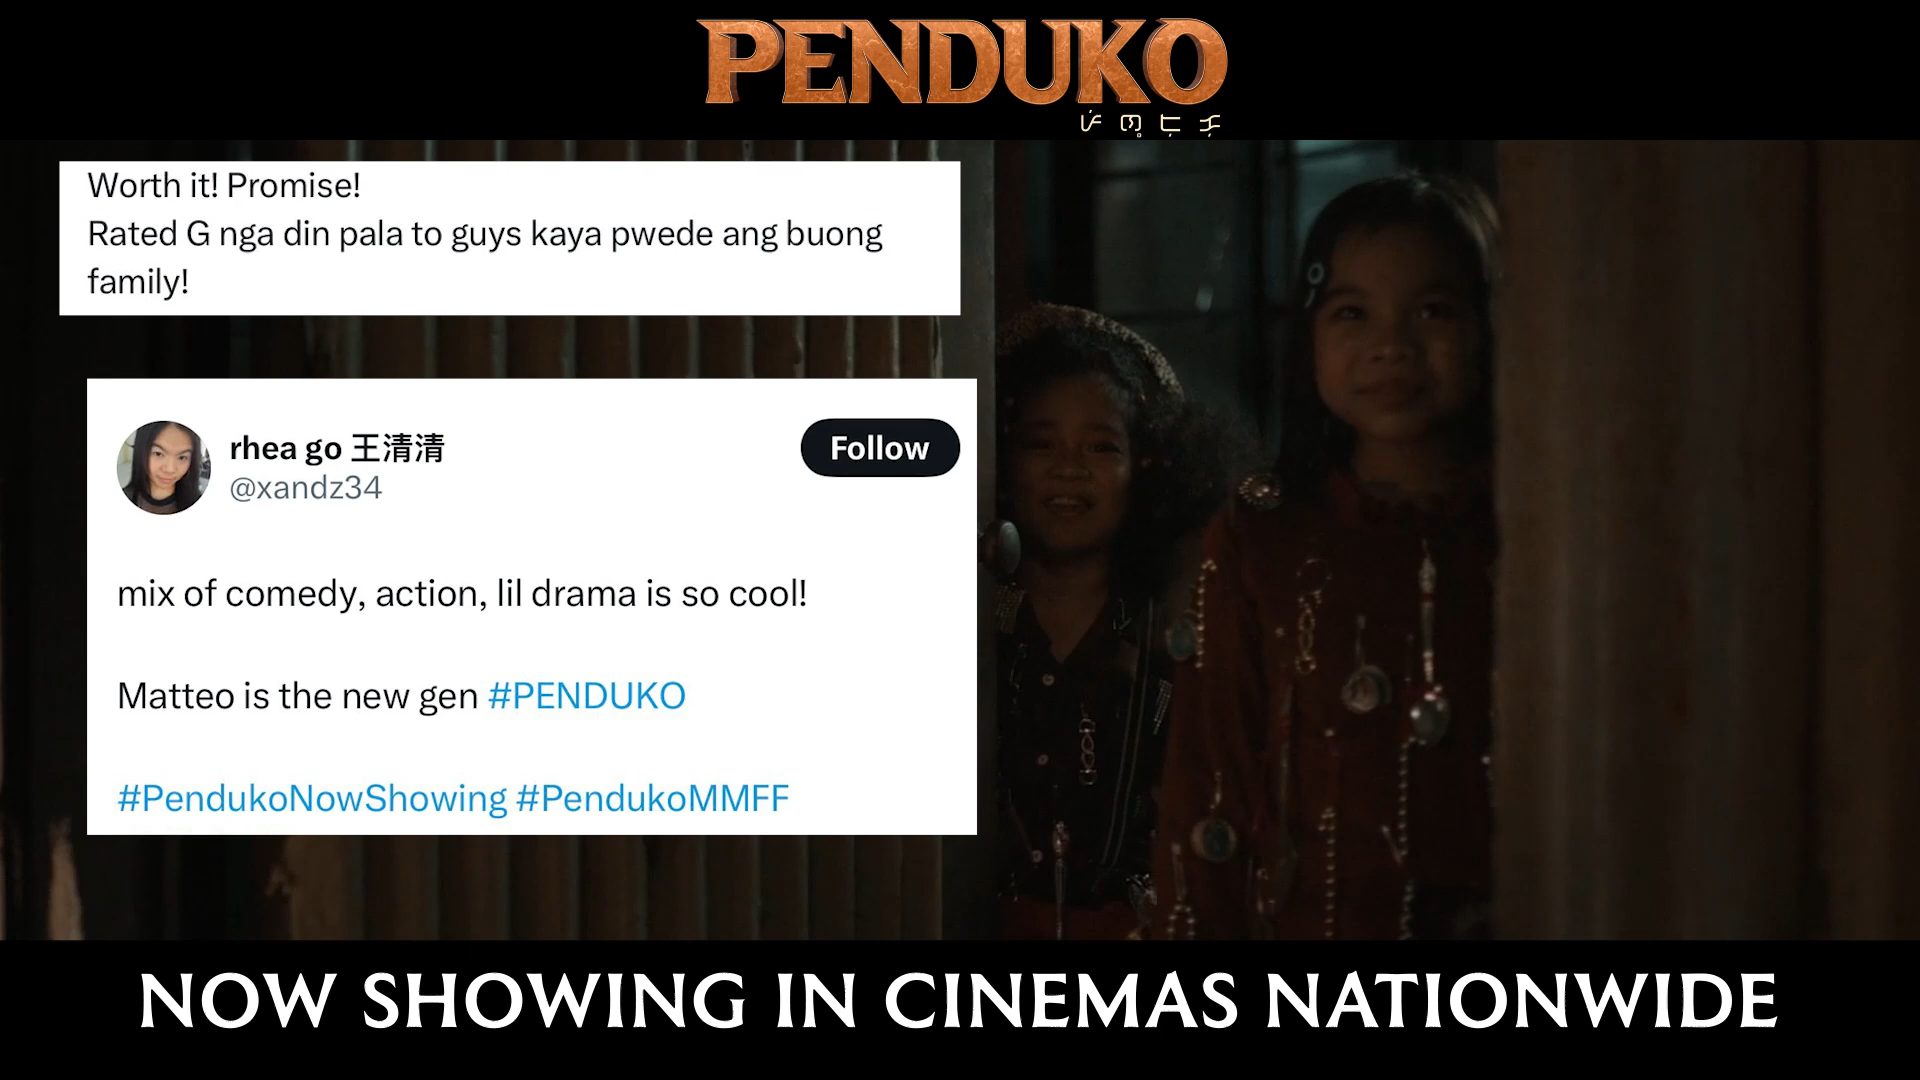 PENDUKO
Worth it! Promise!
Rated G nga din pala to guys kaya pwede ang buong
family!
rhea go 王清清
Follow
@xandz34
mix of comedy, action, lil drama is so cool!
Matteo is the new gen #PENDUKO
#PendukoNowShowing #PendukoMMFF
NOW SHOWING IN CINEMAS NATIONWIDE